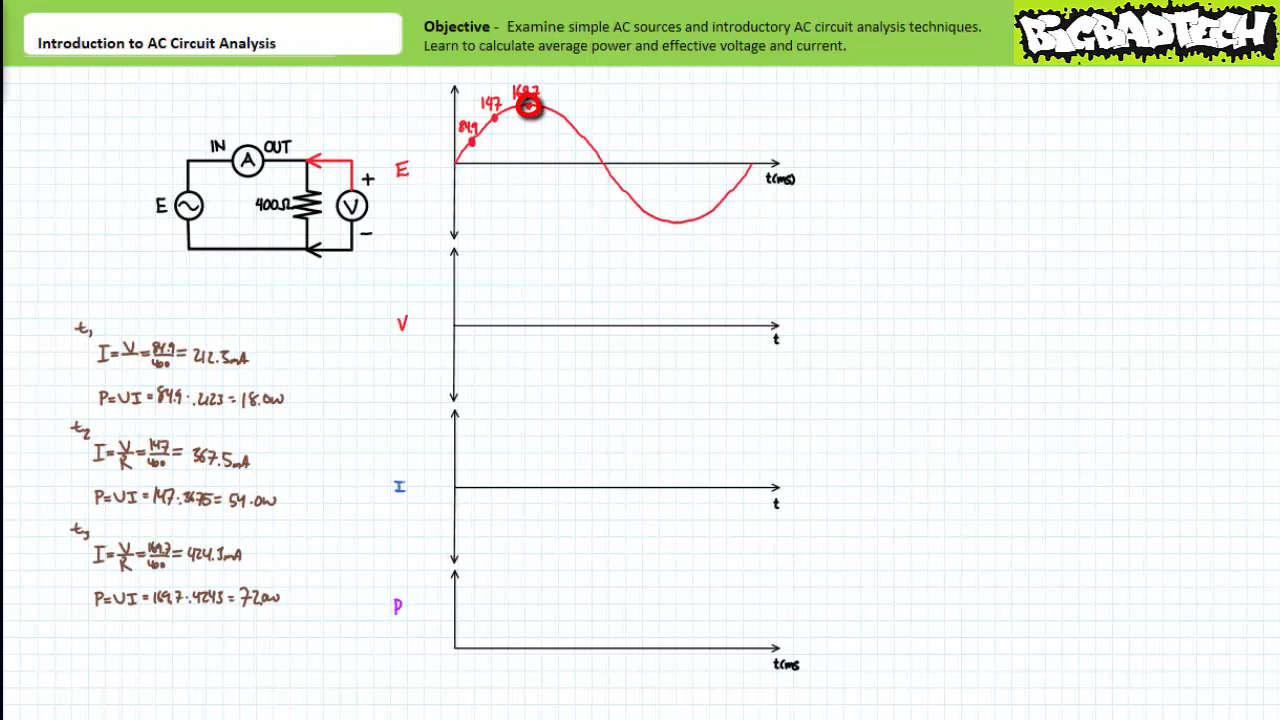 Introduction to AC Circuit Analysis
Objective - Examine simple AC sources and introductory AC circuit analysis techniques.
Learn to calculate average power and effective voltage and current.
BIGBADTECH
IN A OUT
E
400Ω
+
V
-
E
84.9
147
169.7
t(ms)
V
t
I
t
P
t(ms
t1
I=V=84.9/400=212.3mA
P=VI=84.9·.2123=18.0W
t2
I=V/R=147/400=367.5mA
P=VI=147·.3675=54.0W
t3
I=V/R=169.7/400=424.3mA
P=VI=169.7·.4243=72.0W